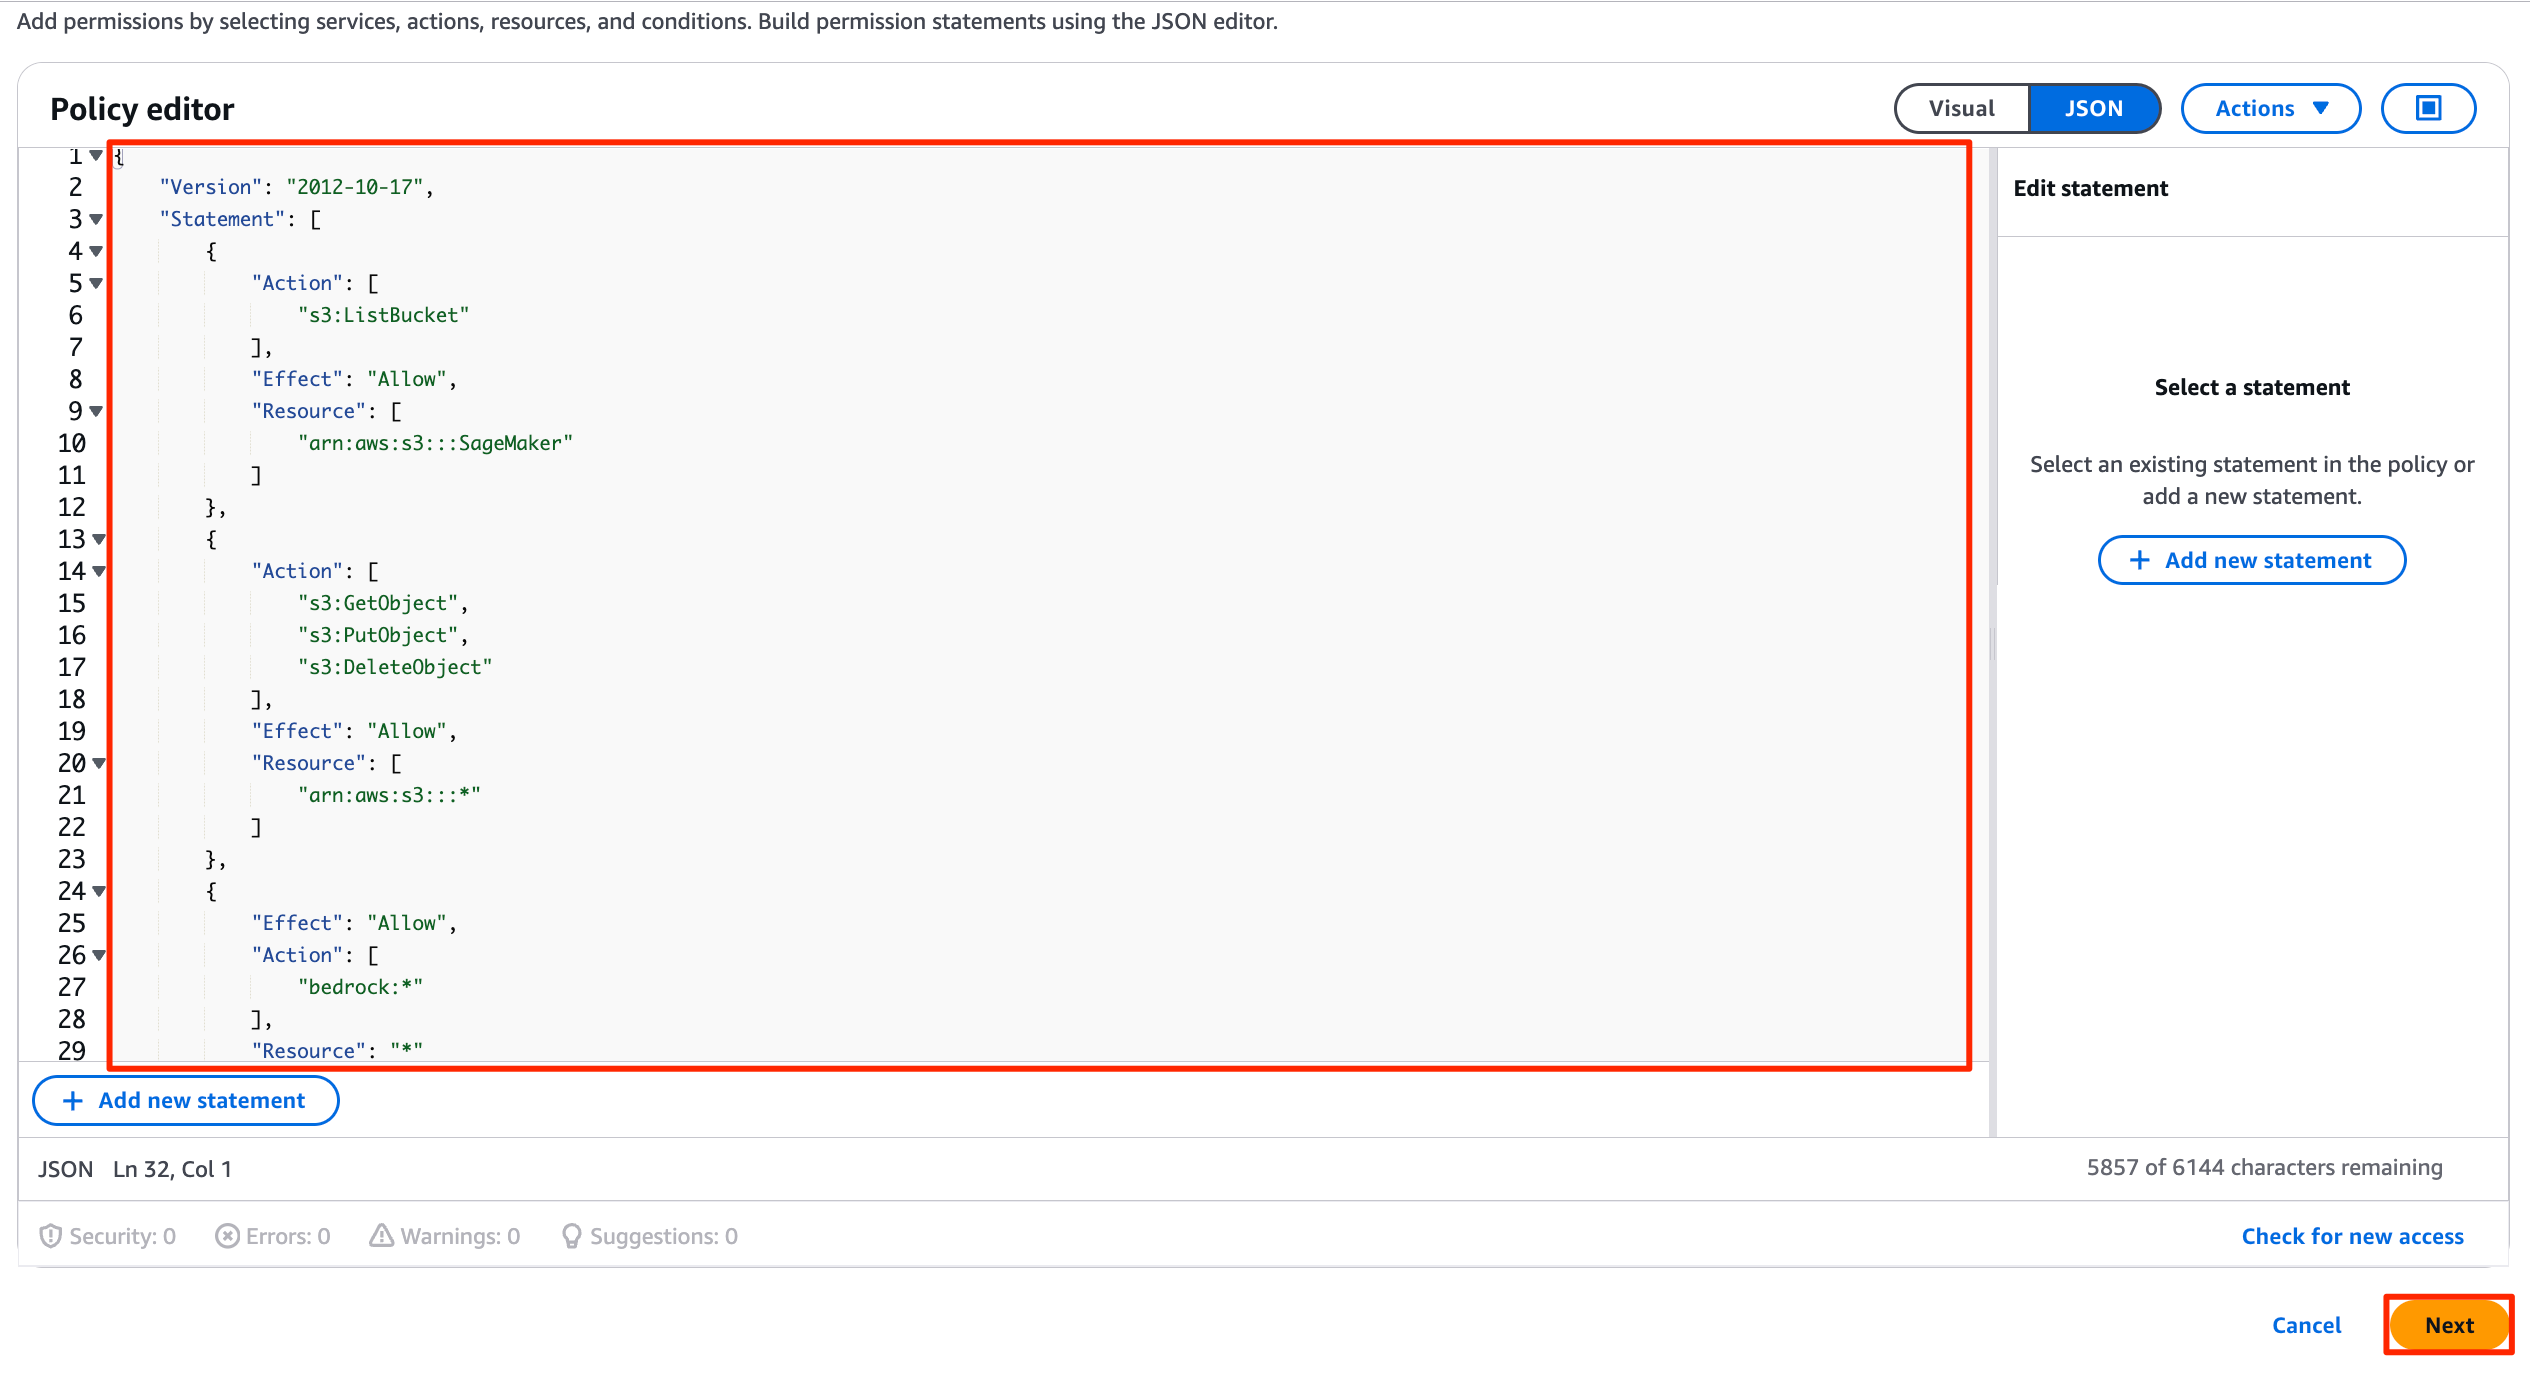 Add permissions by selecting services, actions, resources, and conditions. Build permission statements using the JSON editor.
Policy editor
Visual
JSON
Actions
1 {
2 "Version": "2012-10-17",
3 "Statement": [
4 {
5 "Action": [
6 "s3:ListBucket"
7 ],
8 "Effect": "Allow",
9 "Resource": [
10 "arn:aws:s3:::SageMaker"
11 ]
12 },
13 {
14 "Action": [
15 "s3:GetObject",
16 "s3:PutObject",
17 "s3:DeleteObject"
18 ],
19 "Effect": "Allow",
20 "Resource": [
21 "arn:aws:s3:::*"
22 ]
23 },
24 {
25 "Effect": "Allow",
26 "Action": [
27 "bedrock:*"
28 ],
29 "Resource": "*"
+ Add new statement
Edit statement
Select a statement
Select an existing statement in the policy or
add a new statement.
+ Add new statement
JSON Ln 32, Col 1
5857 of 6144 characters remaining
Security: 0
Errors: 0
Warnings: 0
Suggestions: 0
Check for new access
Cancel
Next